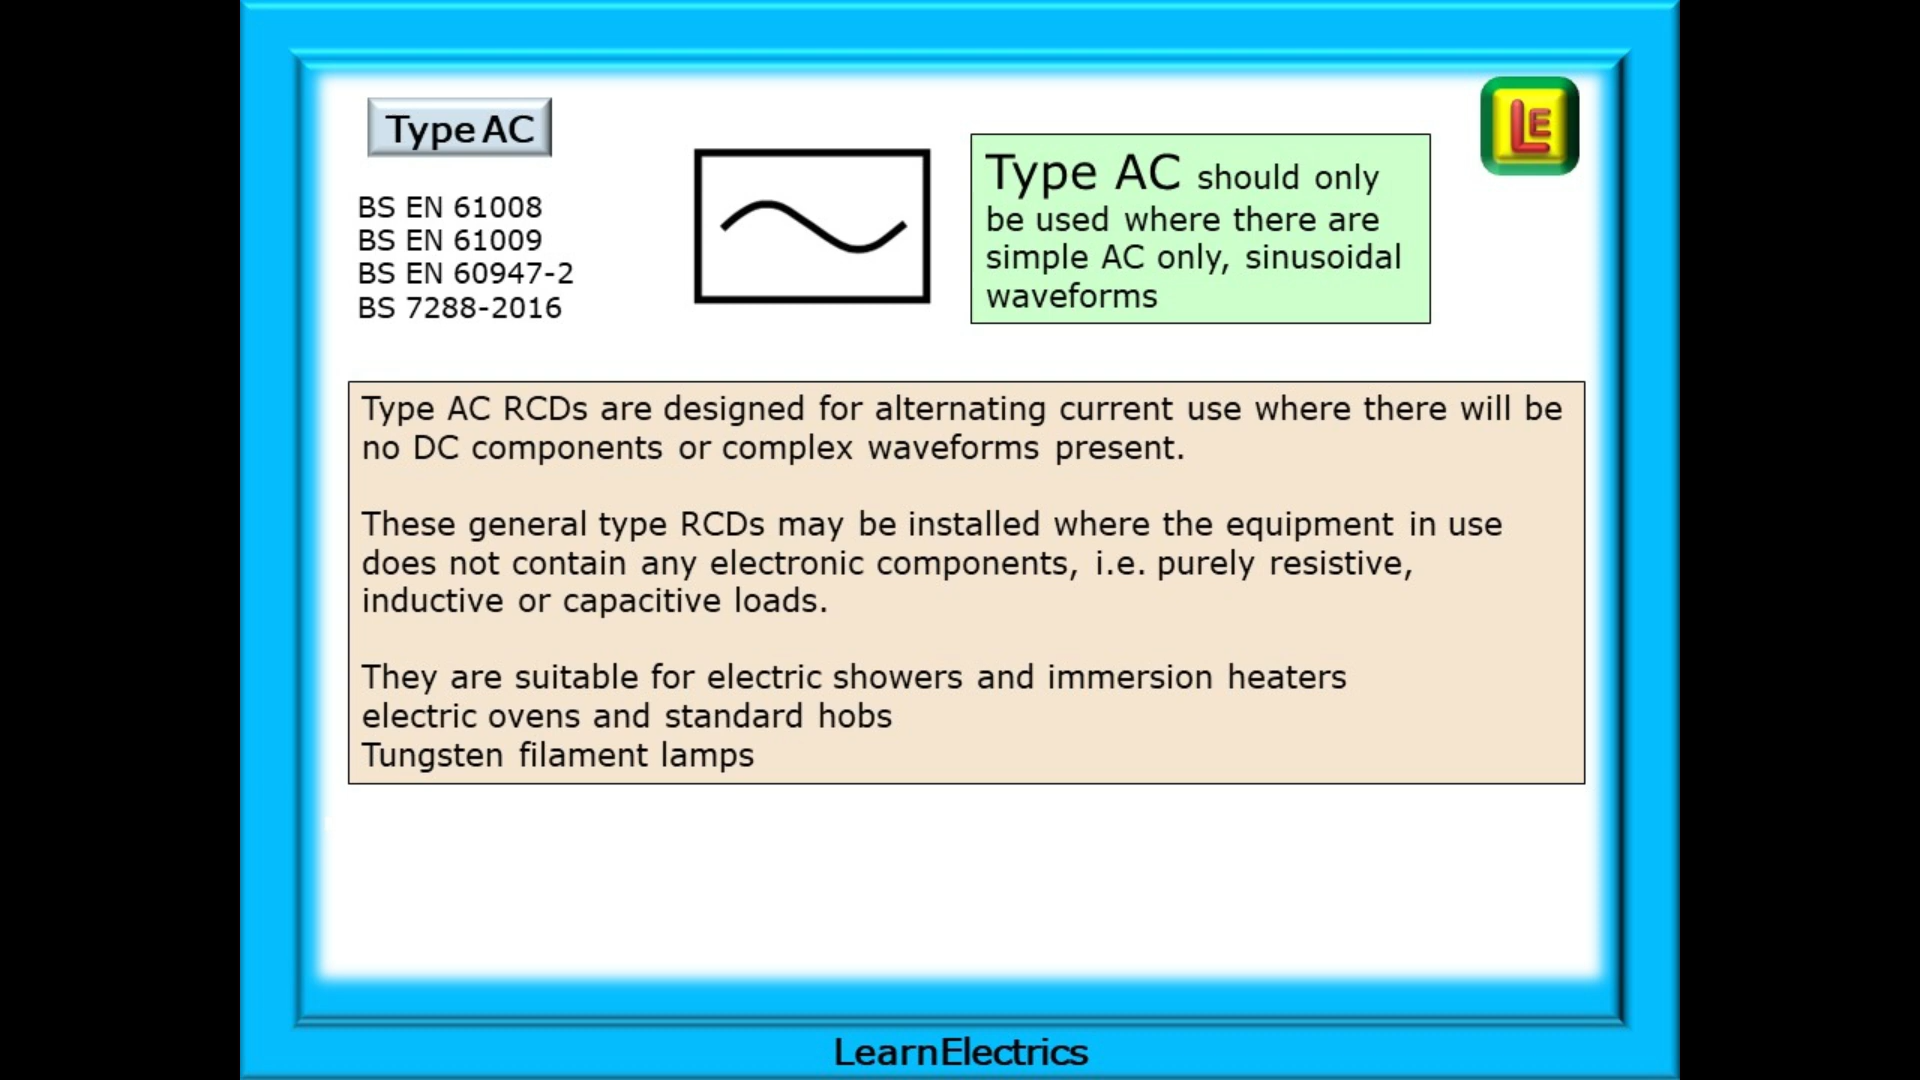 Type AC
BS EN 61008
BS EN 61009
BS EN 60947-2
BS 7288-2016
Type AC should only
be used where there are
simple AC only, sinusoidal
waveforms
LE
Type AC RCDs are designed for alternating current use where there will be
no DC components or complex waveforms present.
These general type RCDs may be installed where the equipment in use
does not contain any electronic components, i.e. purely resistive,
inductive or capacitive loads.
They are suitable for electric showers and immersion heaters
electric ovens and standard hobs
Tungsten filament lamps
LearnElectrics